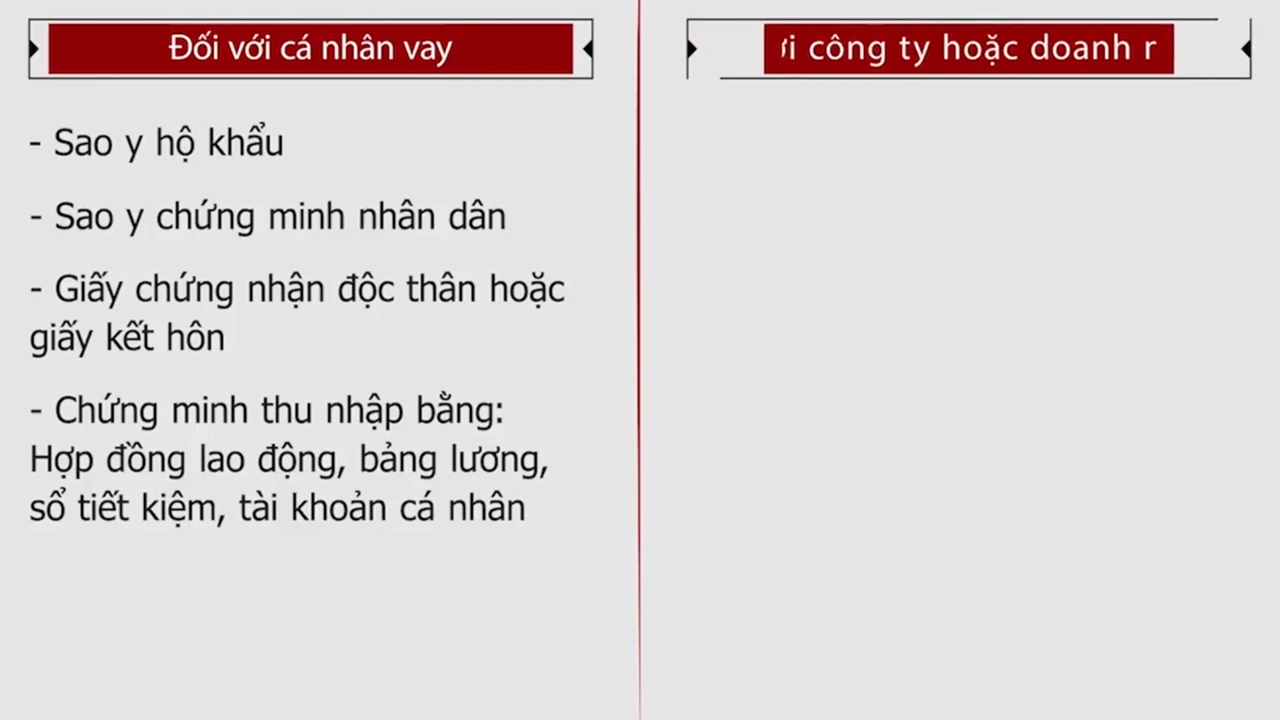 Đối với cá nhân vay
- Sao y hộ khẩu
- Sao y chứng minh nhân dân
- Giấy chứng nhận độc thân hoặc
giấy kết hôn
- Chứng minh thu nhập bằng:
Hợp đồng lao động, bảng lương,
sổ tiết kiệm, tài khoản cá nhân
công ty hoặc doanh